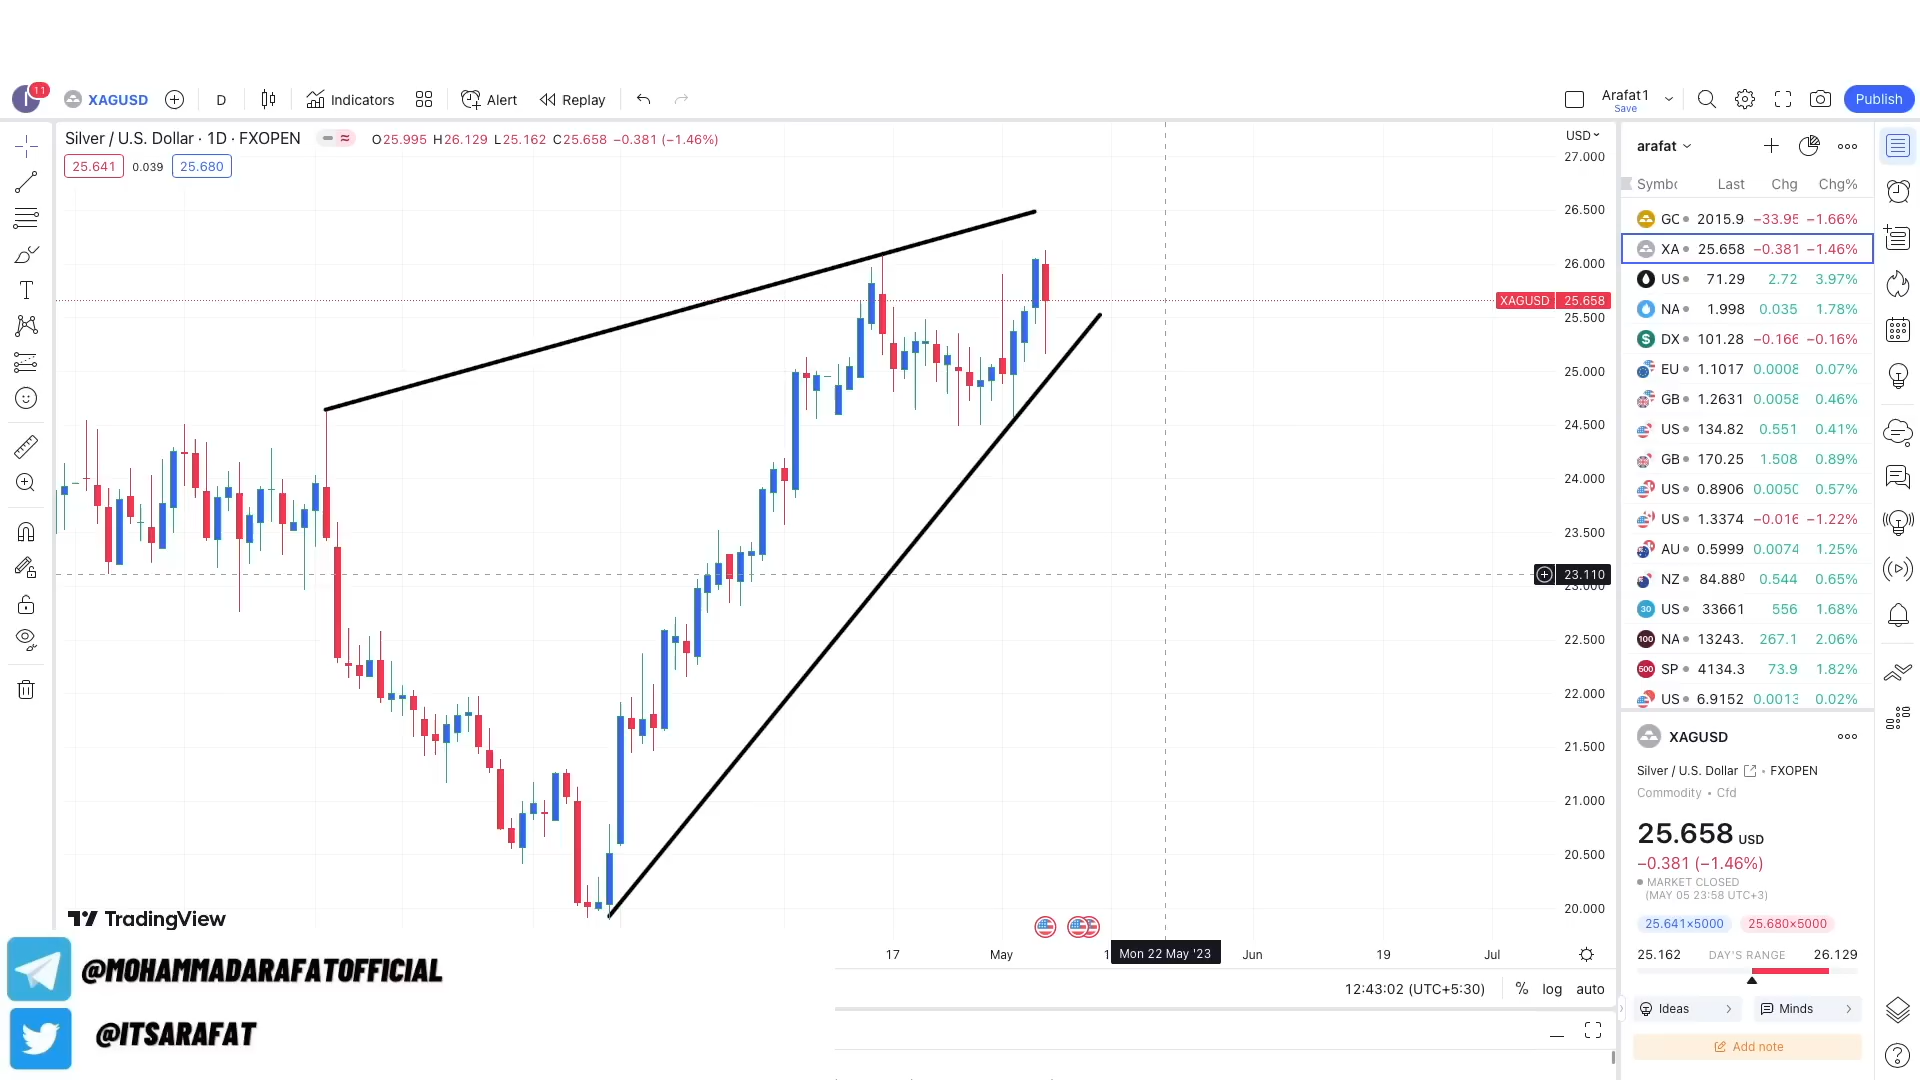 11
XAGUSD
D
Indicators
Alert
Replay
Arafat1
Save
Publish
Silver / U.S. Dollar · 1D · FXOPEN
O25.995 H26.129 L25.162 C25.658 −0.381 (−1.46%)
25.641 0.039 25.680
USD
27.000
26.500
26.000
XAGUSD 25.658
25.500
25.000
24.500
24.000
23.500
23.110
23.000
22.500
22.000
21.500
21.000
20.500
20.000
TradingView
17 May Mon 22 May '23 Jun 19 Jul
12:43:02 (UTC+5:30) % log auto
@MOHAMMADARAFATOFFICIAL
@ITSARAFAT
arafat
Symbo Last Chg Chg%
GC 2015.9 −33.95 −1.66%
XA 25.658 −0.381 −1.46%
US 71.29 2.72 3.97%
NA 1.998 0.035 1.78%
DX 101.28 −0.166 −0.16%
EU 1.1017 0.0008 0.07%
GB 1.2631 0.0058 0.46%
US 134.82 0.551 0.41%
GB 170.25 1.508 0.89%
US 0.8906 0.0050 0.57%
US 1.3374 −0.016 −1.22%
AU 0.5999 0.0074 1.25%
NZ 84.880 0.544 0.65%
30 US 33661 556 1.68%
100 NA 13243. 267.1 2.06%
500 SP 4134.3 73.9 1.82%
US 6.9152 0.0013 0.02%
XAGUSD
Silver / U.S. Dollar • FXOPEN
Commodity • Cfd
25.658 USD
−0.381 (−1.46%)
MARKET CLOSED
(MAY 05 23:58 UTC+3)
25.641×5000 25.680×5000
25.162 DAY'S RANGE 26.129
Ideas Minds
Add note